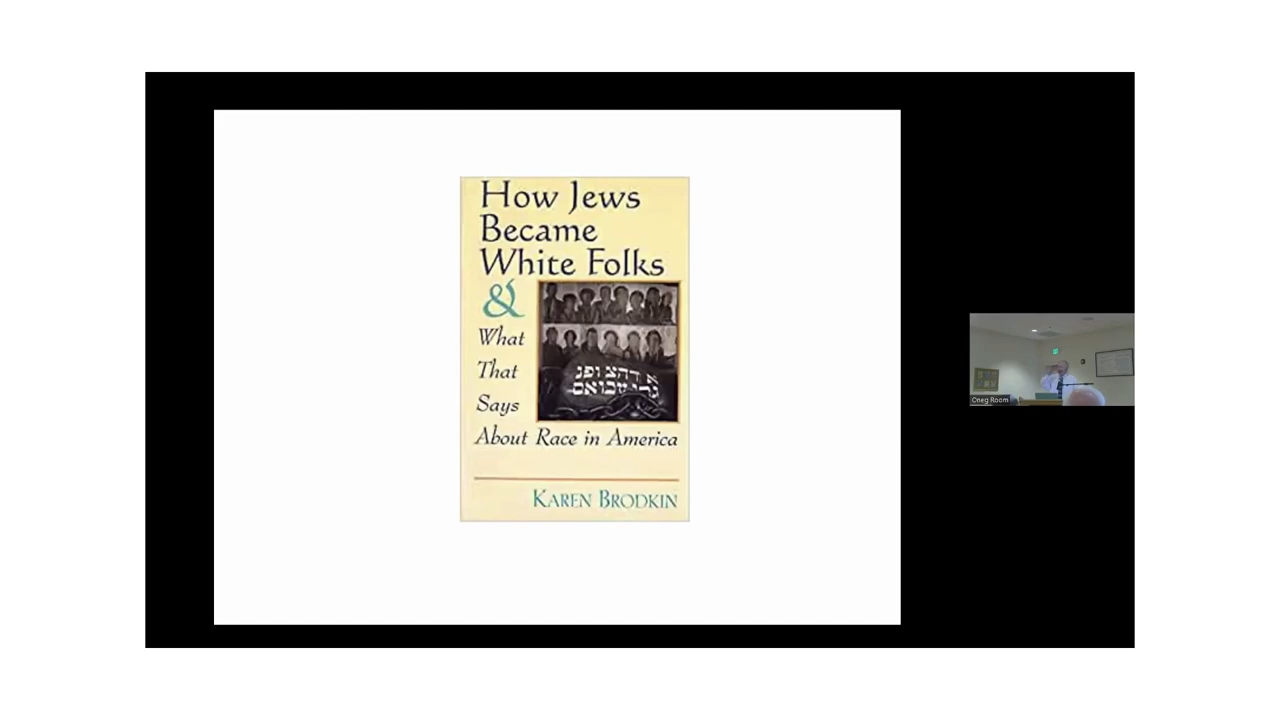 How Jews
Became
White Folks
&
What
That
Says
About Race in America
KAREN BRODKIN
Oneg Room